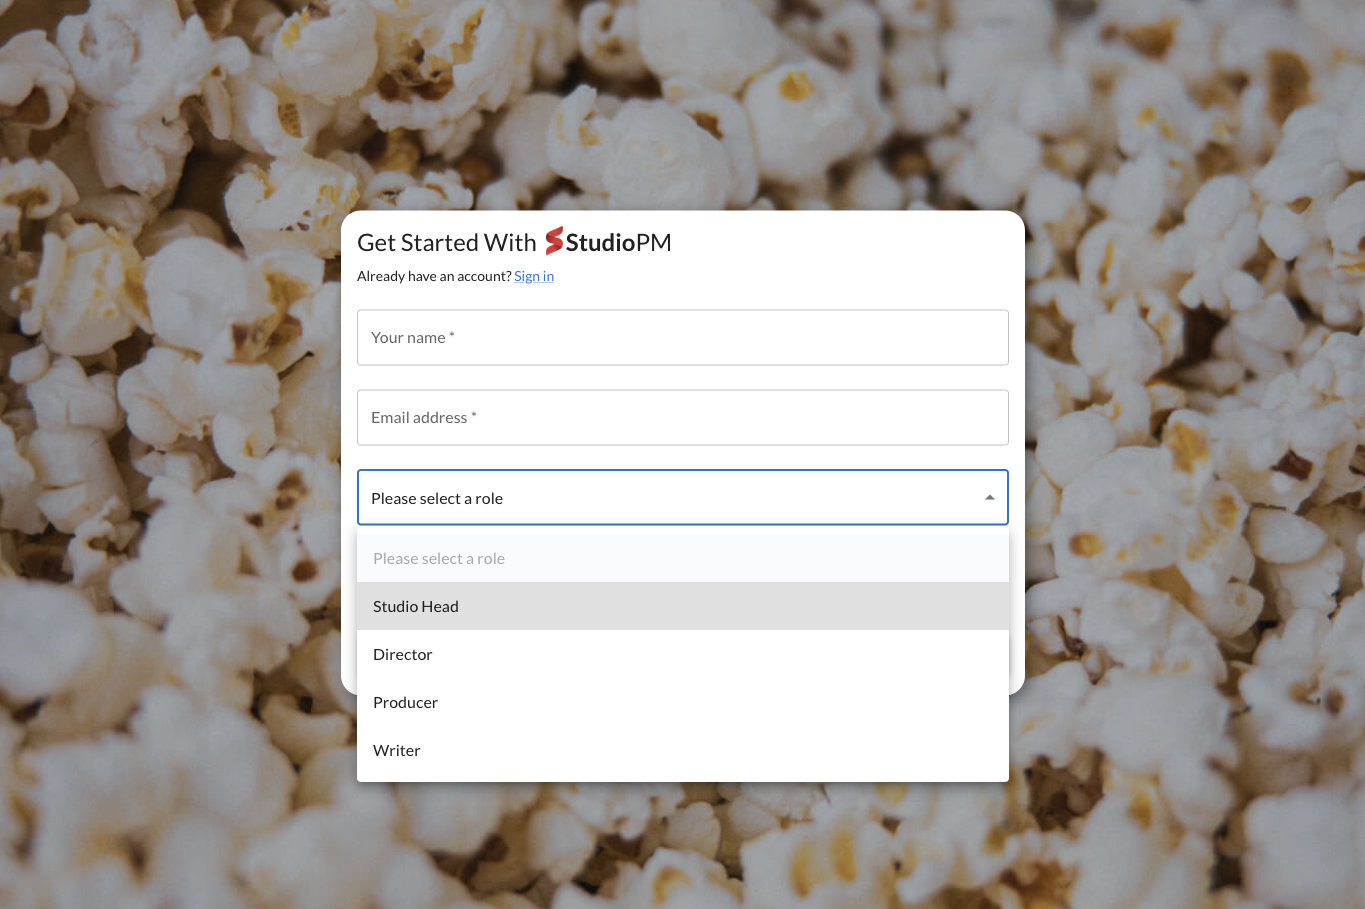 Get Started With StudioPM
Already have an account? Sign in
Your name *
Email address *
Please select a role
Please select a role
Studio Head
Director
Producer
Writer